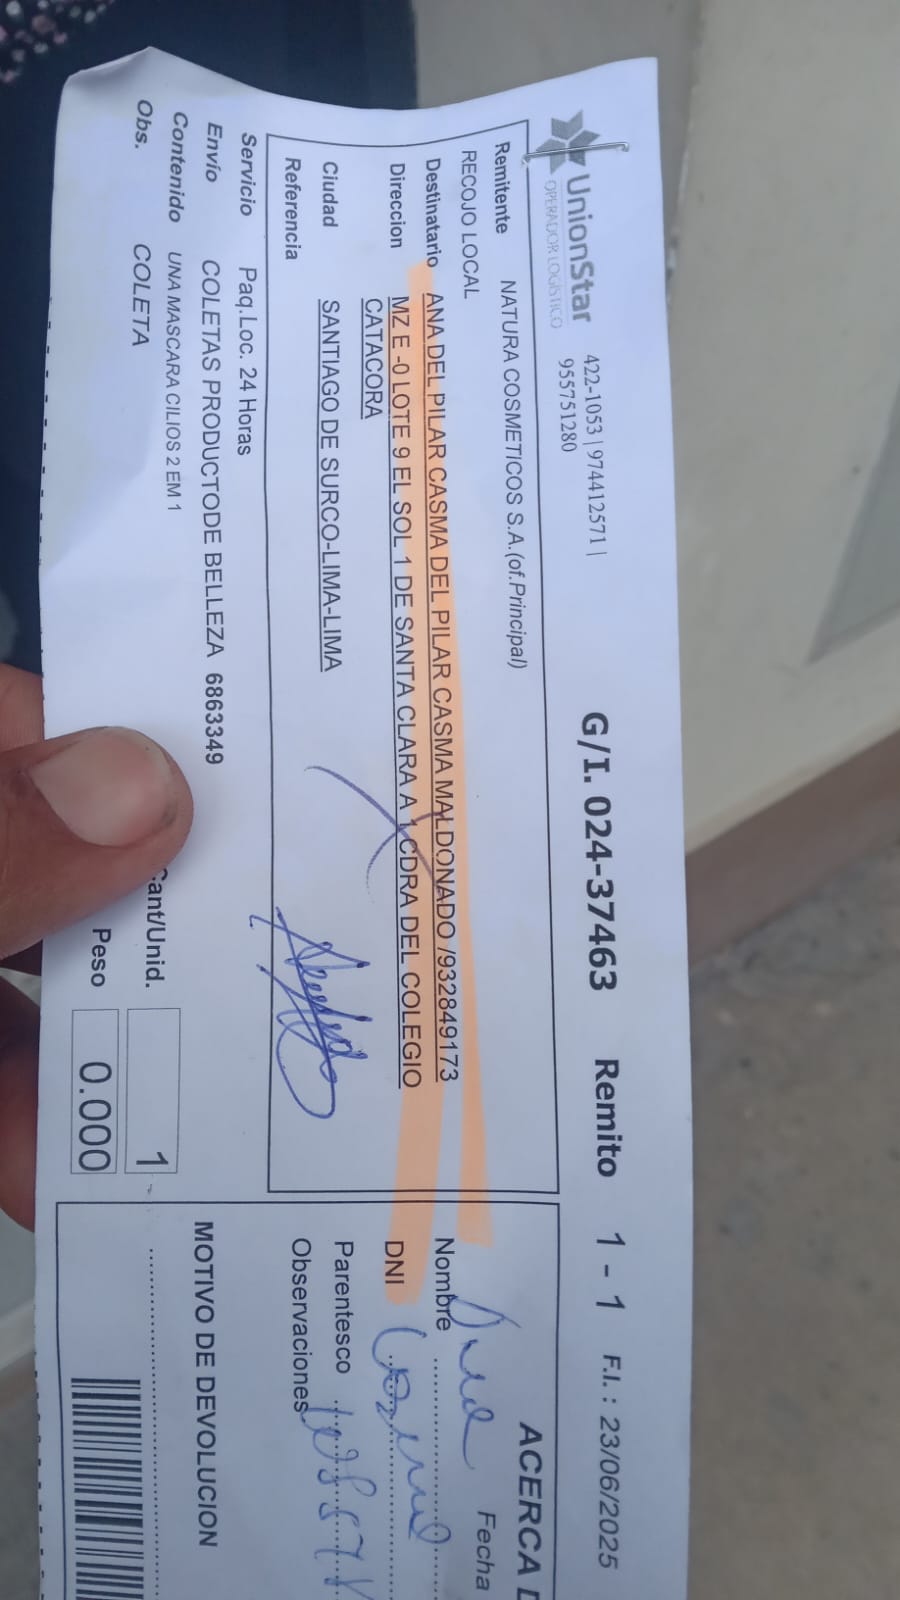 UnionStar
OPERADOR LOGÍSTICO
422-1053 | 974412571 |
955751280
G/I. 024-37463
Remito 1 - 1
F.I. : 23/06/2025
Remitente NATURA COSMETICOS S.A.(of.Principal)
RECOJO LOCAL
Destinatario ANA DEL PILAR CASMA DEL PILAR CASMA MALDONADO /932849173
Direccion MZ E -0 LOTE 9 EL SOL 1 DE SANTA CLARA A 1 CDRA DEL COLEGIO
CATACORA
Ciudad SANTIAGO DE SURCO-LIMA-LIMA
Referencia
Servicio Paq.Loc. 24 Horas
Envío COLETAS PRODUCTODE BELLEZA 6863349
Contenido UNA MASCARA CILIOS 2 EM 1
Obs. COLETA
Cant/Unid. 1
Peso 0.000
ACERCA
Fecha
Nombre
DNI
Parentesco
Observaciones
MOTIVO DE DEVOLUCION